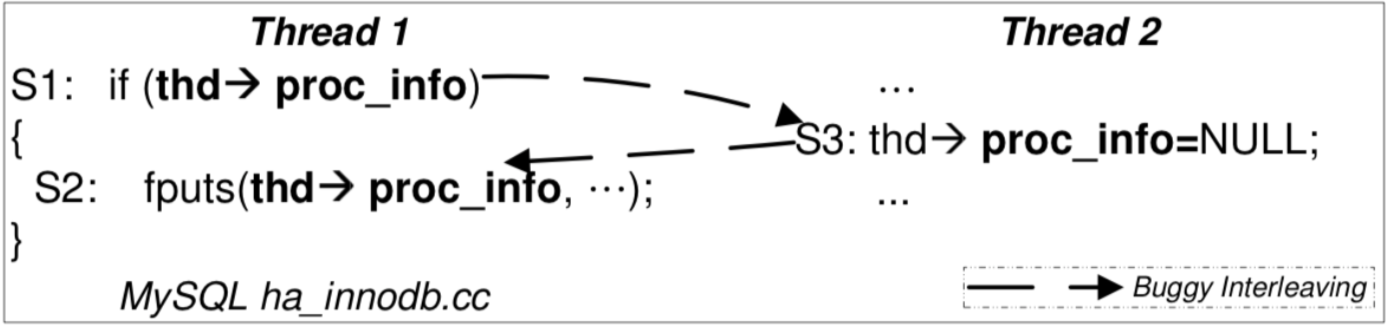 Thread 1 Thread 2
S1: if (thd→ proc_info) ...
{ S3: thd→ proc_info=NULL;
S2: fputs(thd→ proc_info, ...); ...
}
MySQL ha_innodb.cc Buggy Interleaving